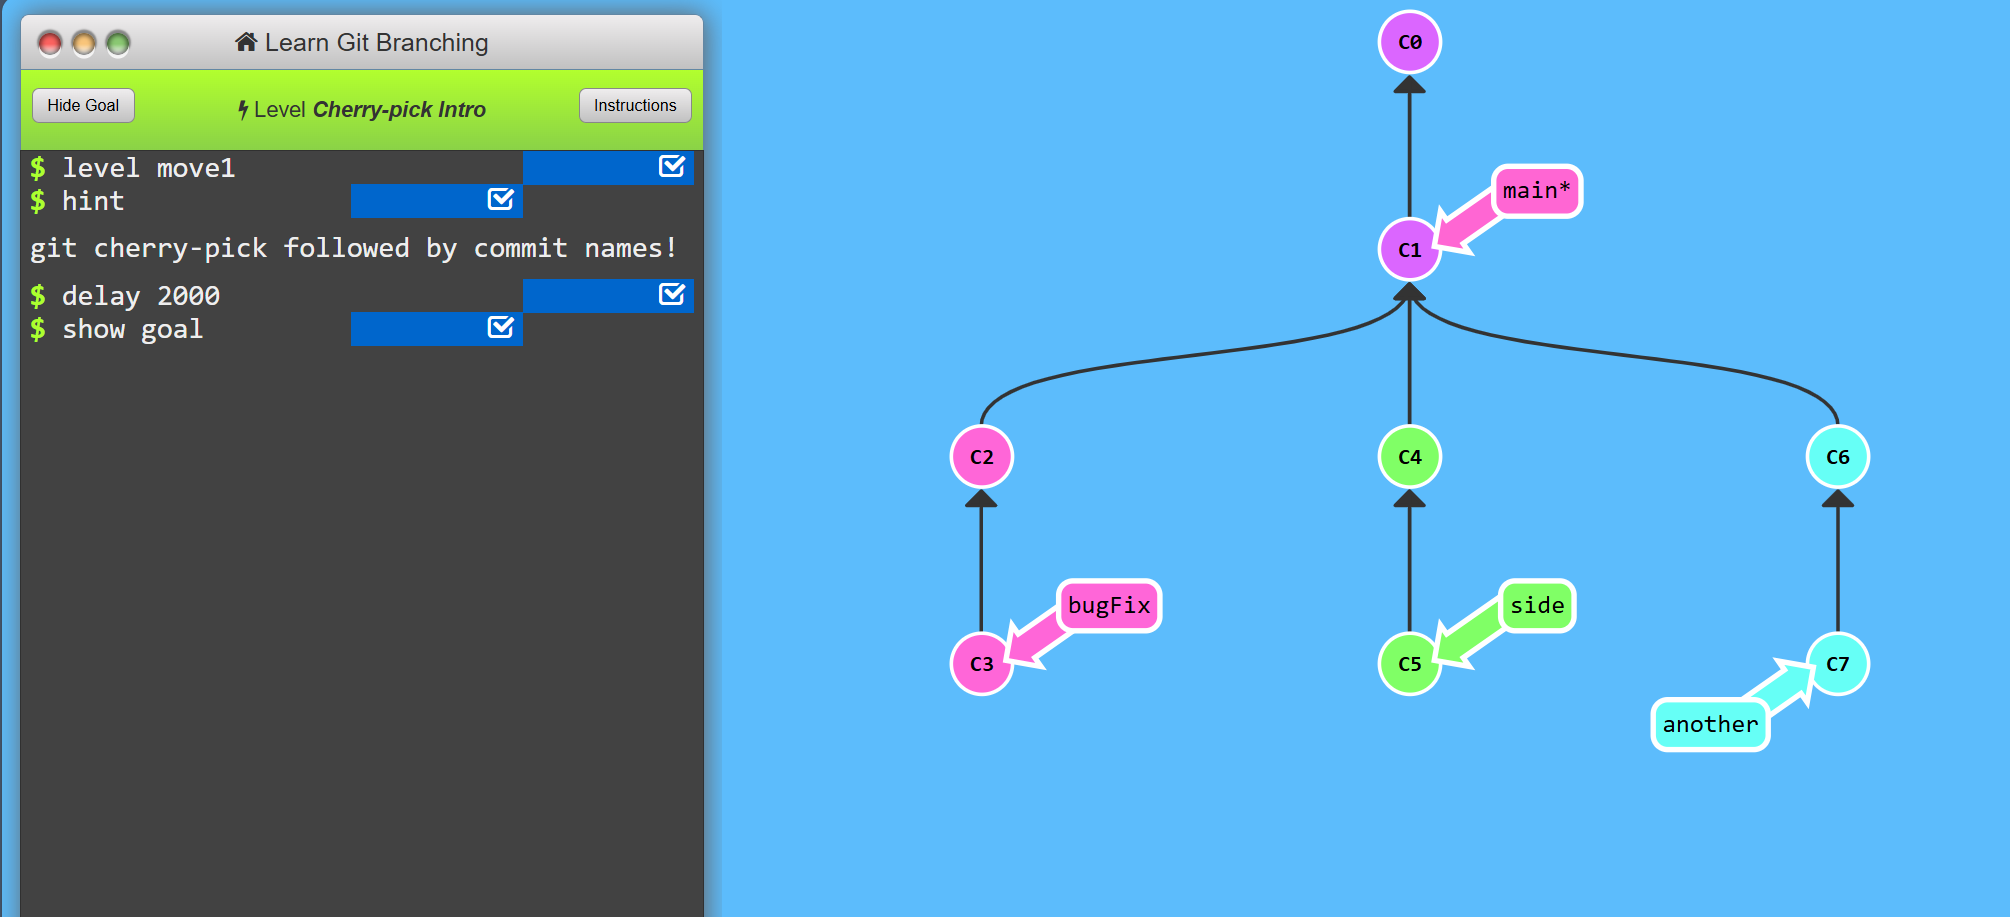 Learn Git Branching
Hide Goal
Level Cherry-pick Intro
Instructions
$ level move1
$ hint
git cherry-pick followed by commit names!
$ delay 2000
$ show goal
C0
main*
C1
C2
C4
C6
bugFix
side
C3
C5
C7
another